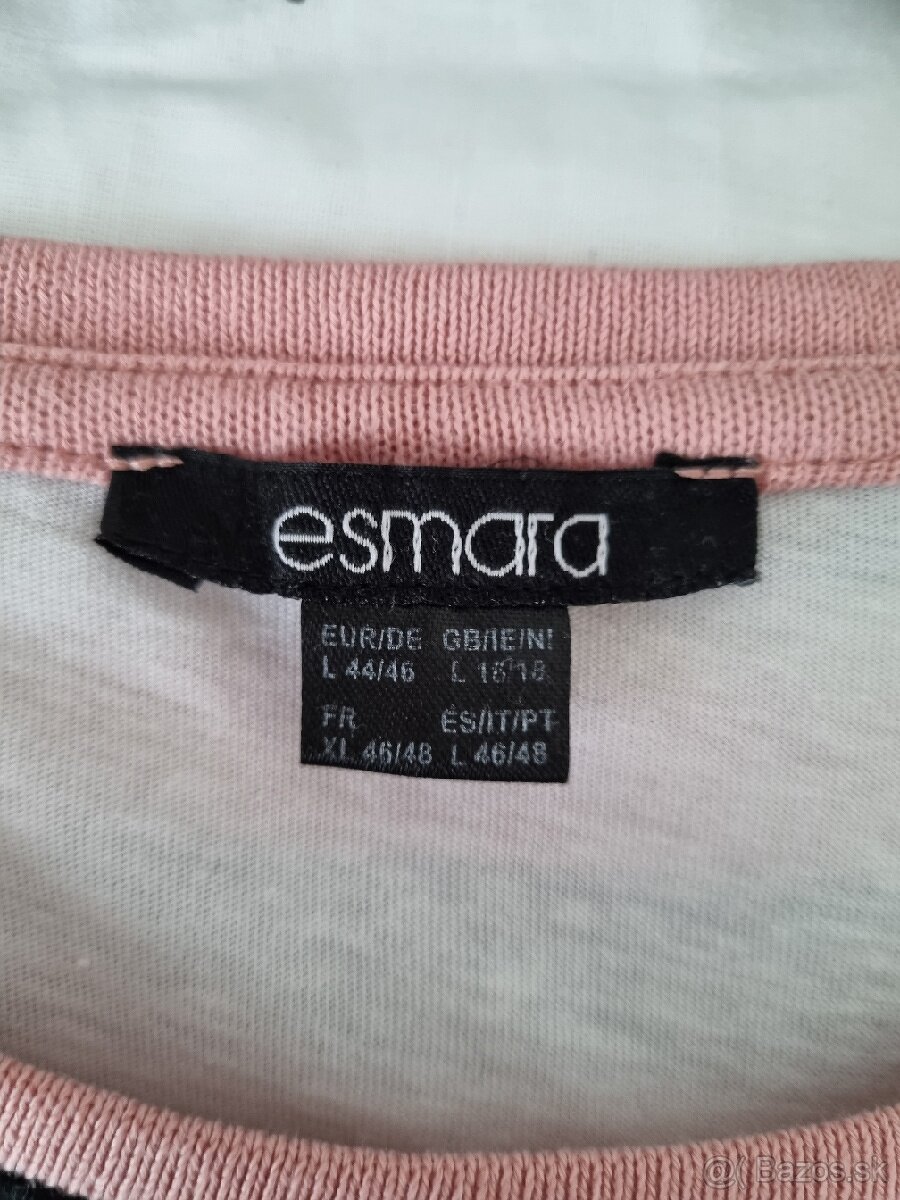 esmara
EUR/DE GB/IE/NI
L 44/46 L 16/18
FR ES/IT/PT
XL 46/48 L 46/48
@( Bazos.sk